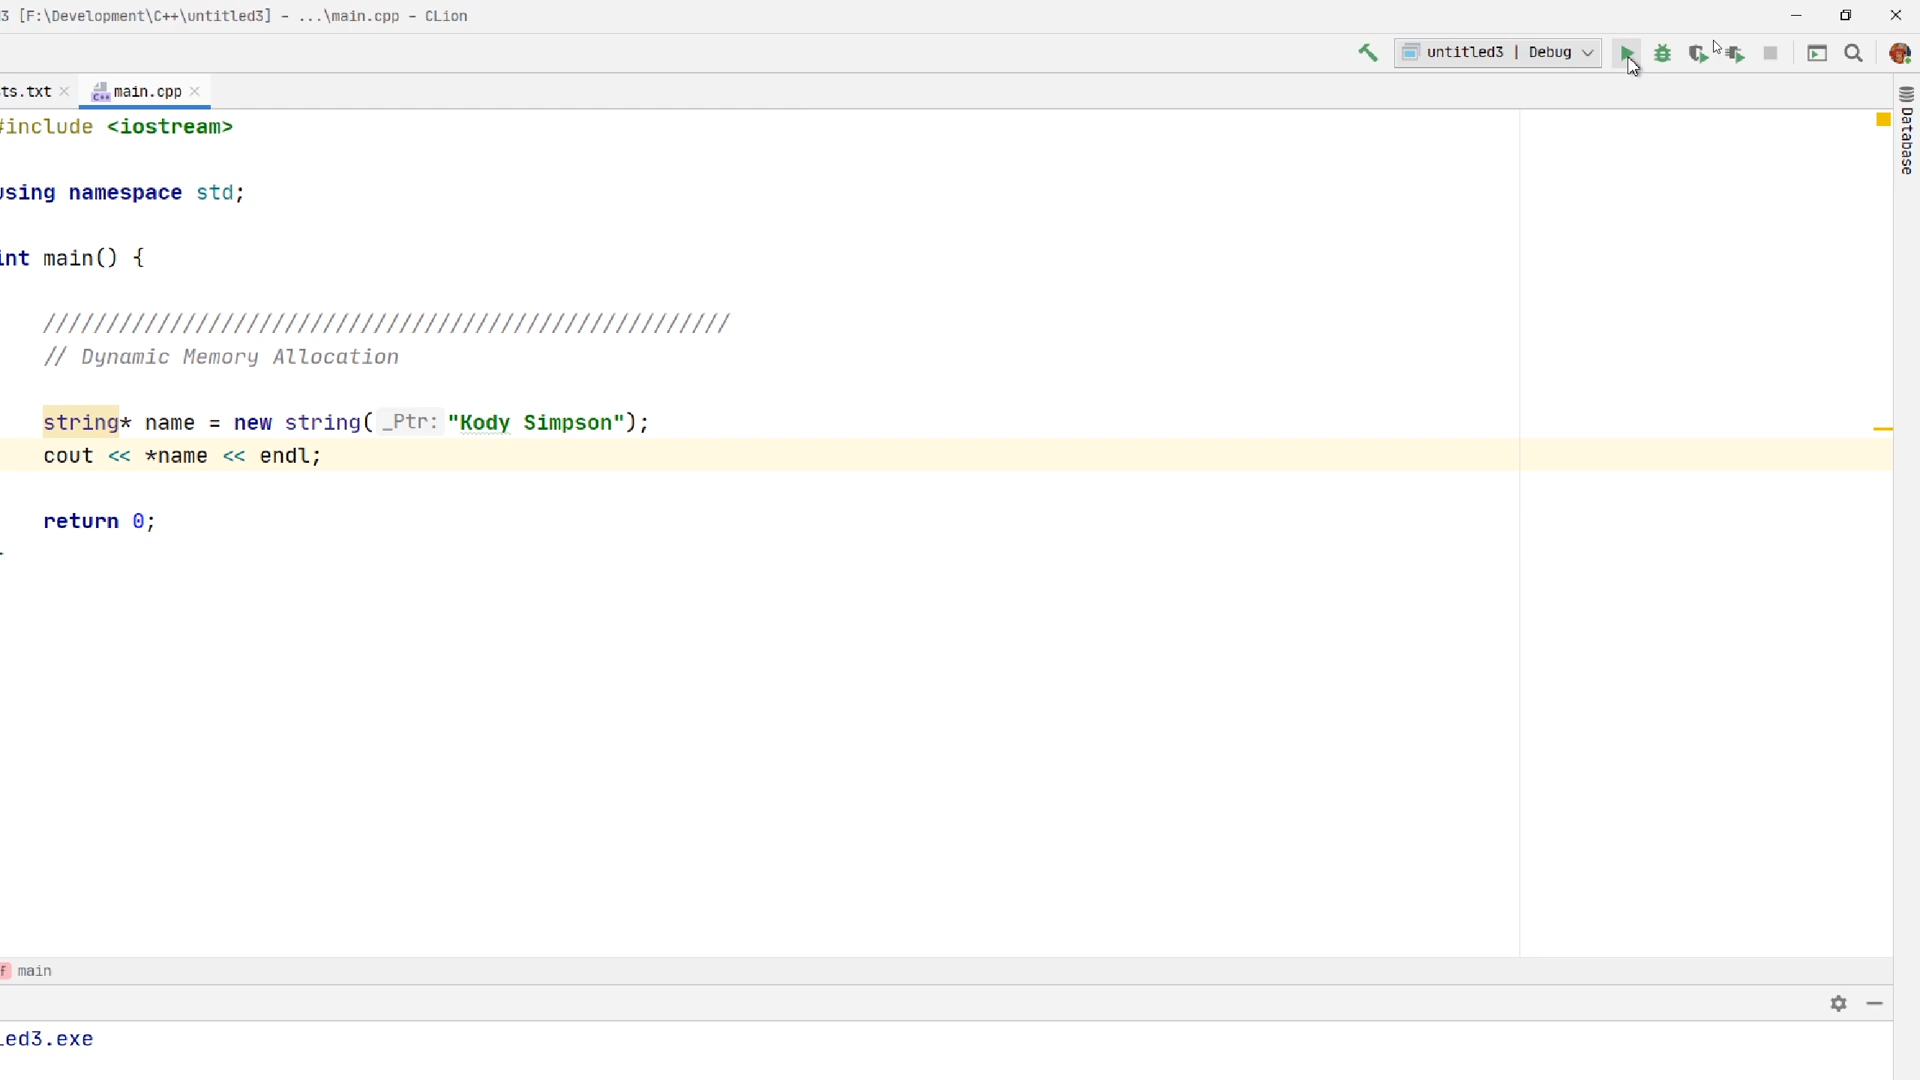 3 [F:\Development\C++\untitled3] - ...\main.cpp - CLion
untitled3 | Debug
ts.txt
main.cpp
Database
#include <iostream>
using namespace std;
int main() {
//////////////////////////////////////////////////////
// Dynamic Memory Allocation
string* name = new string( _Ptr: "Kody Simpson");
cout << *name << endl;
return 0;
f main
led3.exe